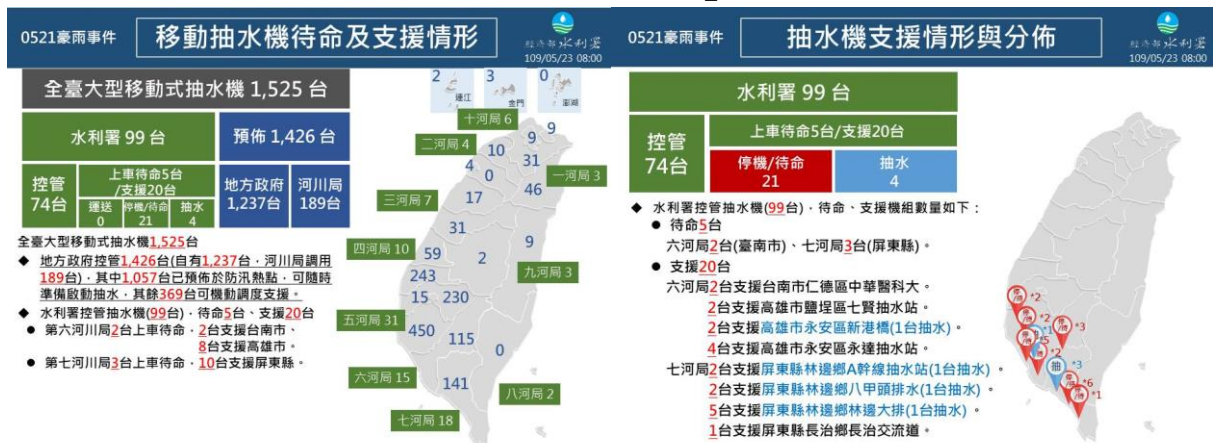 0521豪雨事件
移動抽水機待命及支援情形
經濟部水利署
109/05/23 08:00
全臺大型移動式抽水機 1,525 台
水利署 99 台
預佈 1,426 台
控管
74台
上車待命5台
/支援20台
運送
0
停機/待命
21
抽水
4
地方政府
1,237台
河川局
189台
全臺大型移動式抽水機1,525台
◆ 地方政府控管1,426台(自有1,237台,河川局調用
189台),其中1,057台已預佈於防汛熱點,可隨時
準備啟動抽水,其餘369台可機動調度支援。
◆ 水利署控管抽水機(99台),待命5台、支援20台
● 第六河川局2台上車待命,2台支援台南市、
8台支援高雄市。
● 第七河川局3台上車待命,10台支援屏東縣。
2
連江
3
金門
0
澎湖
十河局 6
9
9
二河局 4
10
31
4
0
一河局 3
46
三河局 7
17
31
9
四河局 10
59
2
九河局 3
243
15
230
五河局 31
450
115
0
六河局 15
141
八河局 2
七河局 18
0521豪雨事件
抽水機支援情形與分佈
經濟部水利署
109/05/23 08:00
水利署 99 台
控管
74台
上車待命5台/支援20台
停機/待命
21
抽水
4
◆ 水利署控管抽水機(99台),待命、支援機組數量如下:
● 待命5台
六河局2台(臺南市)、七河局3台(屏東縣)。
● 支援20台
六河局2台支援台南市仁德區中華醫科大。
2台支援高雄市鹽埕區七賢抽水站。
2台支援高雄市永安區新港橋(1台抽水)。
4台支援高雄市永安區永達抽水站。
七河局2台支援屏東縣林邊鄉A幹線抽水站(1台抽水)。
2台支援屏東縣林邊鄉八甲頭排水(1台抽水)。
5台支援屏東縣林邊鄉林邊大排(1台抽水)。
1台支援屏東縣長治鄉長治交流道。
*2
*2
*1
*3
*5
*2
抽
*3
*6
*1